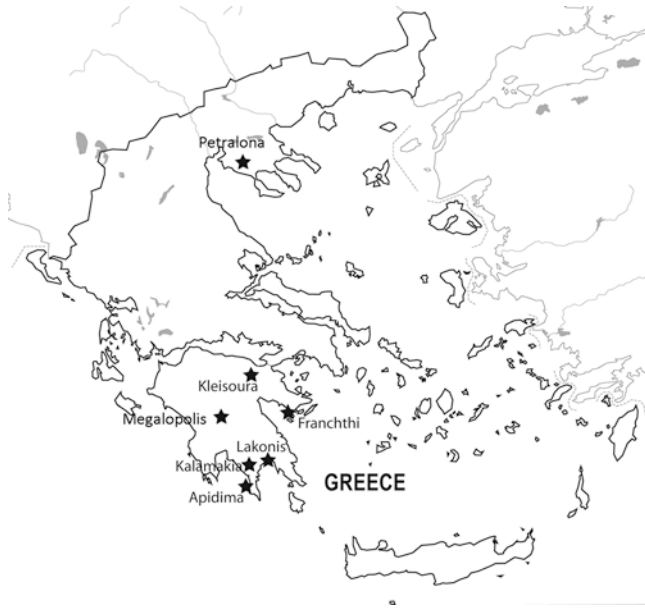 Petralona
Kleisoura
Megalopolis
Franchthi
Lakonis
Kalamakia
GREECE
Apidima